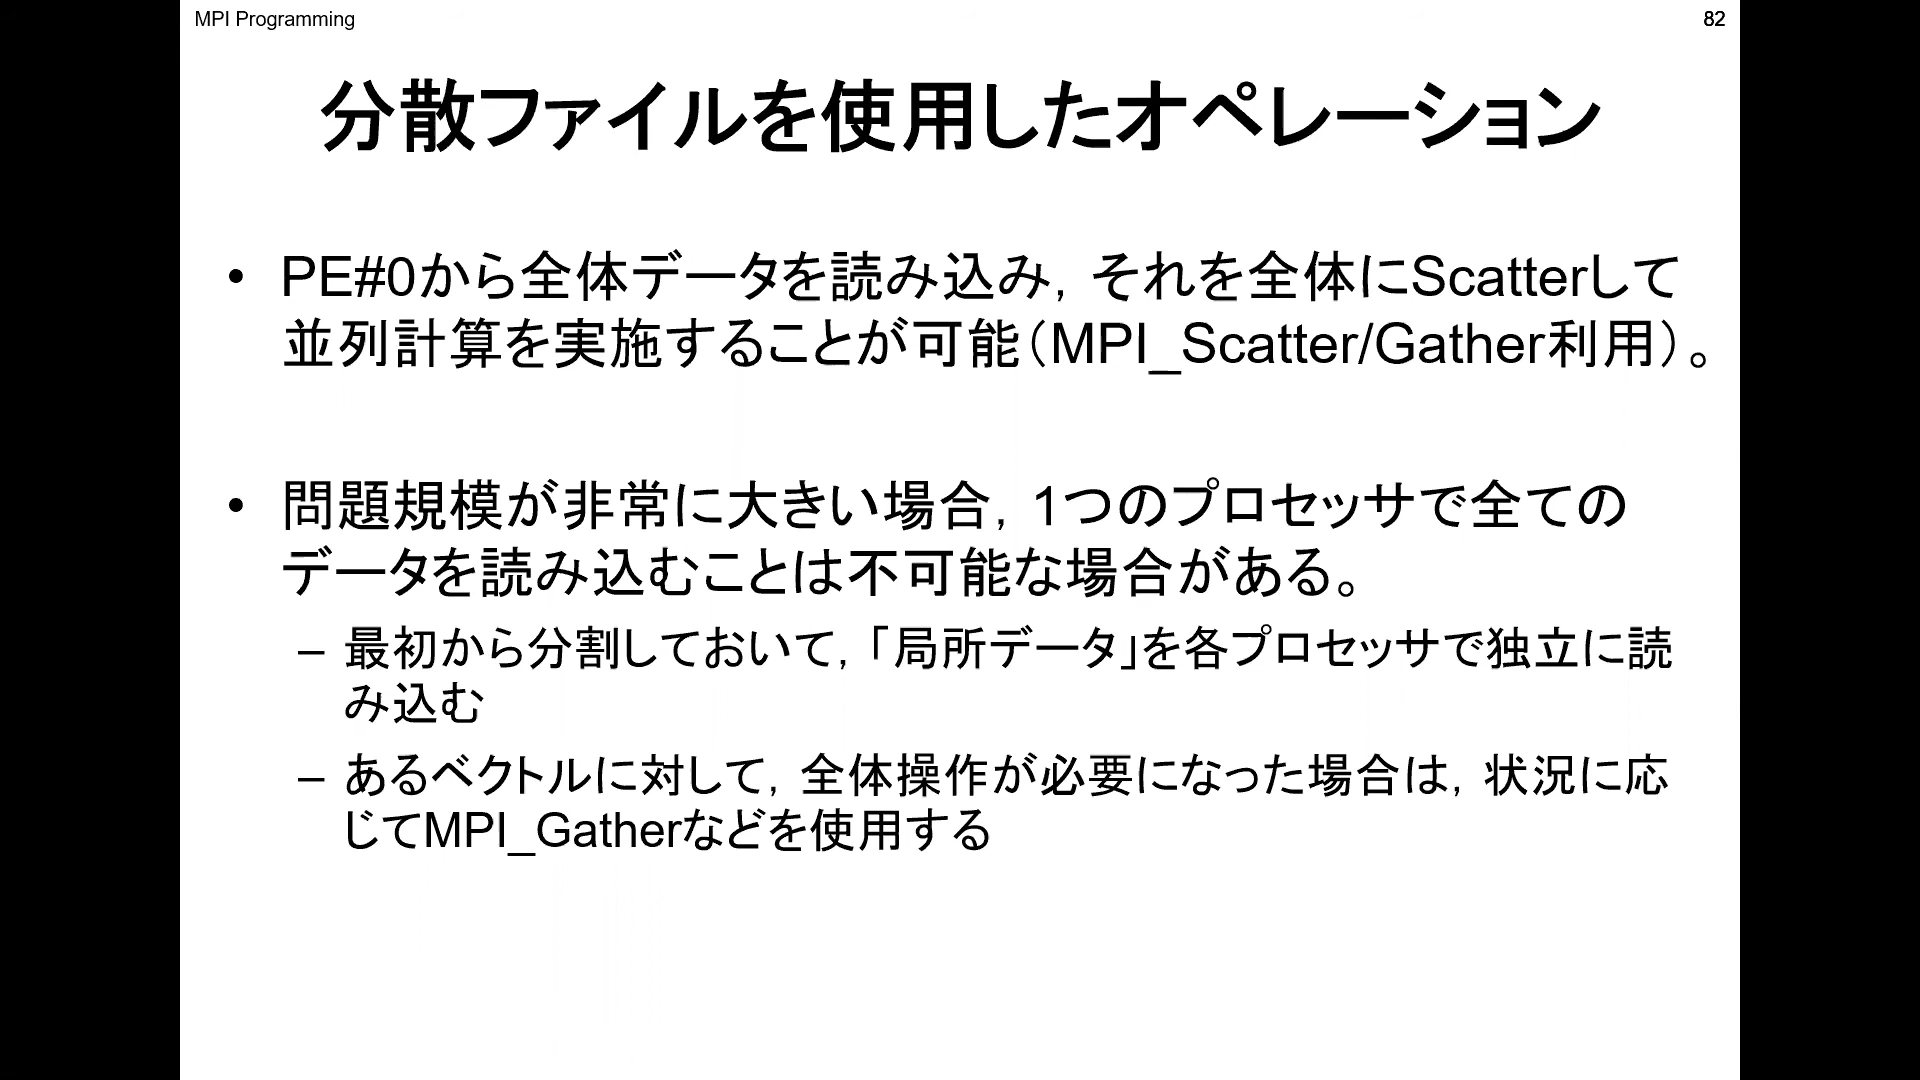 MPI Programming
82
分散ファイルを使用したオペレーション
• PE#0から全体データを読み込み，それを全体にScatterして
並列計算を実施することが可能（MPI_Scatter/Gather利用）。
• 問題規模が非常に大きい場合，1つのプロセッサで全ての
データを読み込むことは不可能な場合がある。
– 最初から分割しておいて，「局所データ」を各プロセッサで独立に読
み込む
– あるベクトルに対して，全体操作が必要になった場合は，状況に応
じてMPI_Gatherなどを使用する